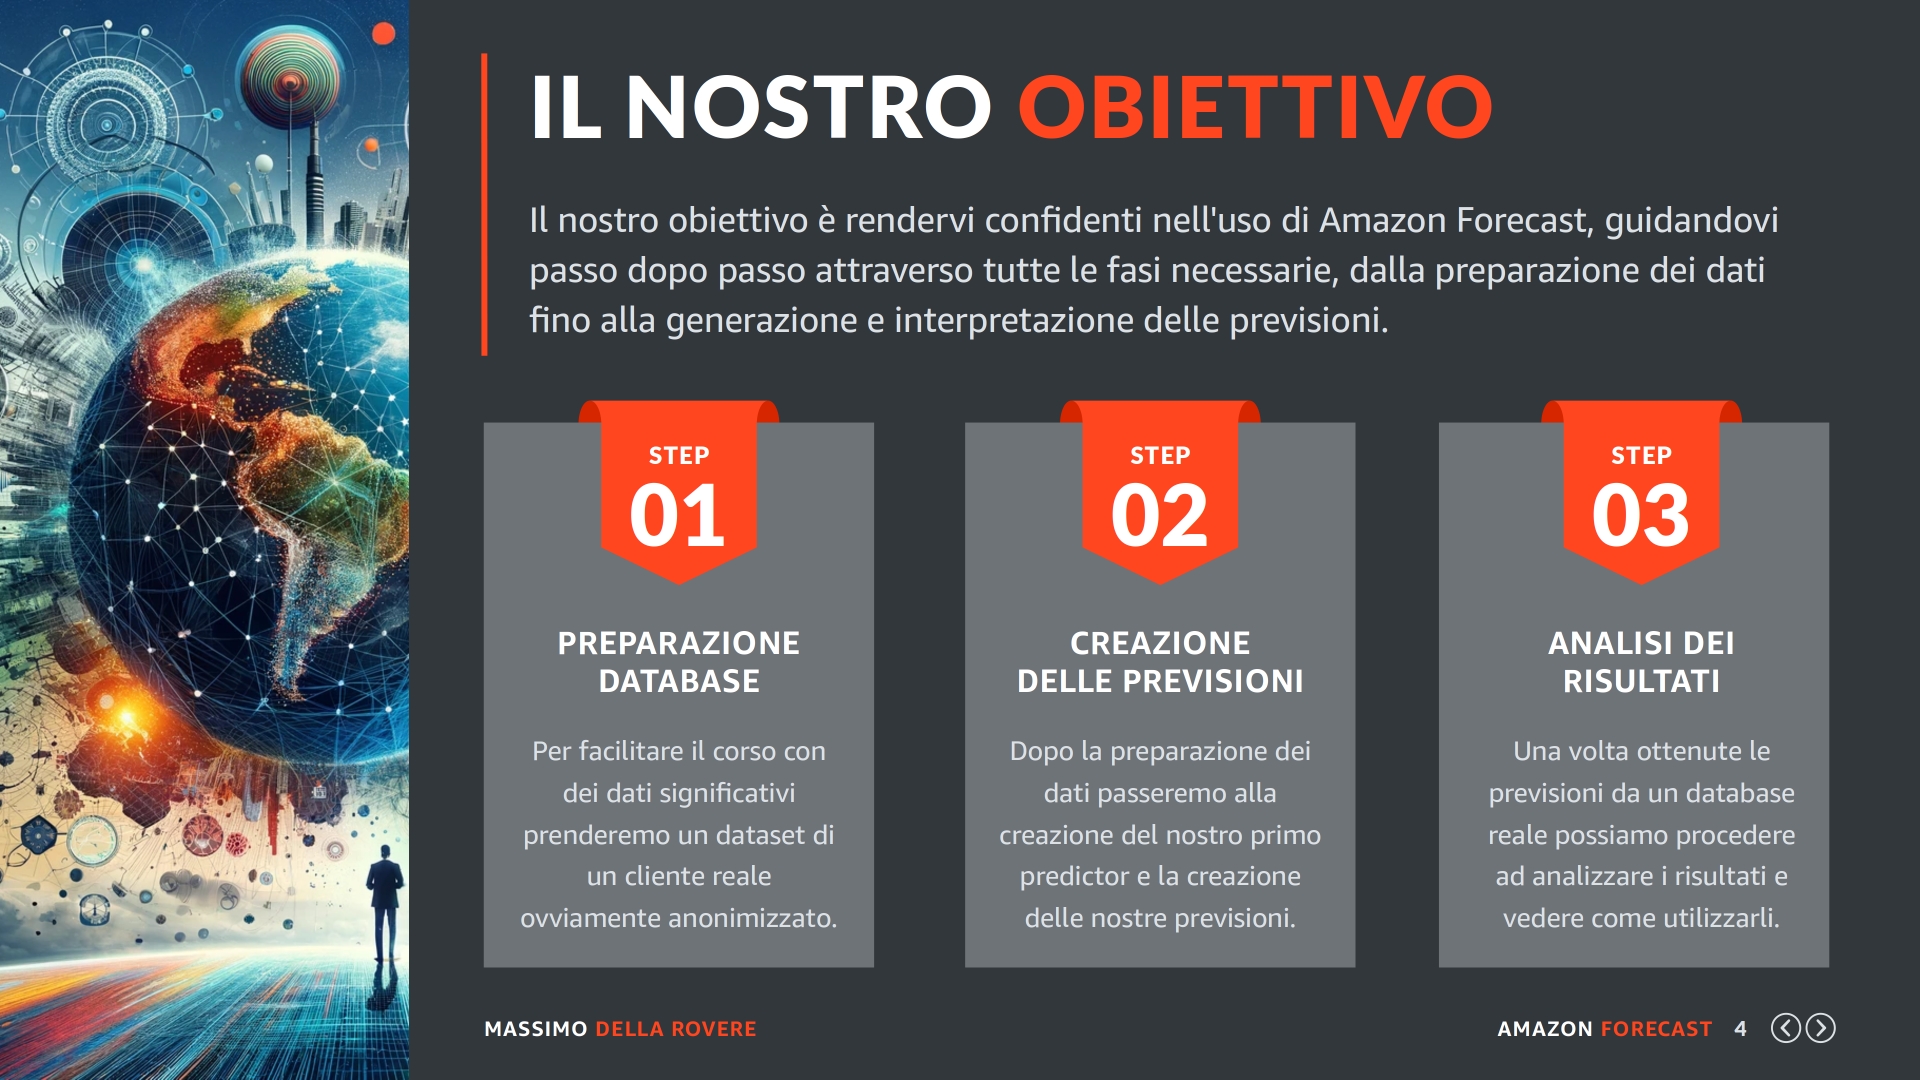 IL NOSTRO OBIETTIVO
Il nostro obiettivo è rendervi confidenti nell'uso di Amazon Forecast, guidandovi
passo dopo passo attraverso tutte le fasi necessarie, dalla preparazione dei dati
fino alla generazione e interpretazione delle previsioni.
STEP
01
PREPARAZIONE
DATABASE
Per facilitare il corso con
dei dati significativi
prenderemo un dataset di
un cliente reale
ovviamente anonimizzato.
STEP
02
CREAZIONE
DELLE PREVISIONI
Dopo la preparazione dei
dati passeremo alla
creazione del nostro primo
predictor e la creazione
delle nostre previsioni.
STEP
03
ANALISI DEI
RISULTATI
Una volta ottenute le
previsioni da un database
reale possiamo procedere
ad analizzare i risultati e
vedere come utilizzarli.
MASSIMO DELLA ROVERE
AMAZON FORECAST 4